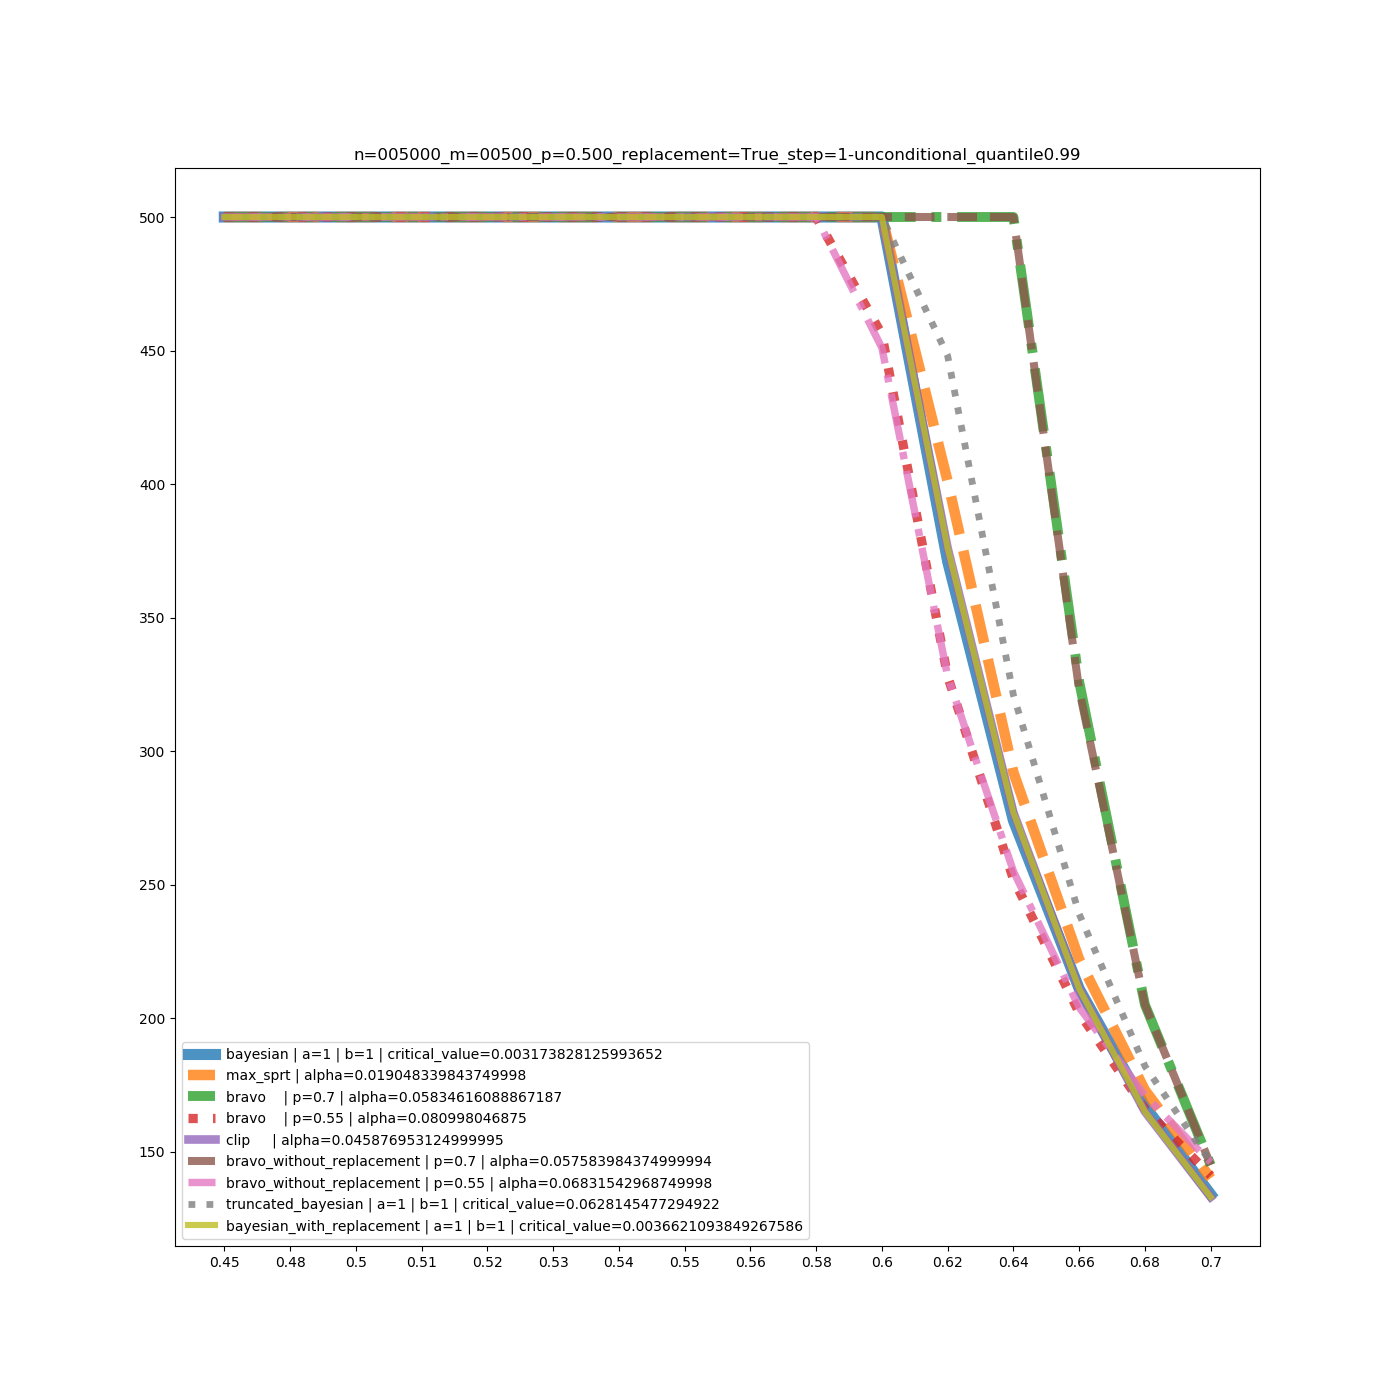 n=005000_m=00500_p=0.500_replacement=True_step=1-unconditional_quantile0.99
500
450
400
350
300
250
200
150
bayesian | a=1 | b=1 | critical_value=0.003173828125993652
max_sprt | alpha=0.019048339843749998
bravo    | p=0.7 | alpha=0.05834616088867187
bravo    | p=0.55 | alpha=0.080998046875
clip     | alpha=0.045876953124999995
bravo_without_replacement | p=0.7 | alpha=0.057583984374999994
bravo_without_replacement | p=0.55 | alpha=0.06831542968749998
truncated_bayesian | a=1 | b=1 | critical_value=0.0628145477294922
bayesian_with_replacement | a=1 | b=1 | critical_value=0.0036621093849267586
0.45 0.48 0.5 0.51 0.52 0.53 0.54 0.55 0.56 0.58 0.6 0.62 0.64 0.66 0.68 0.7